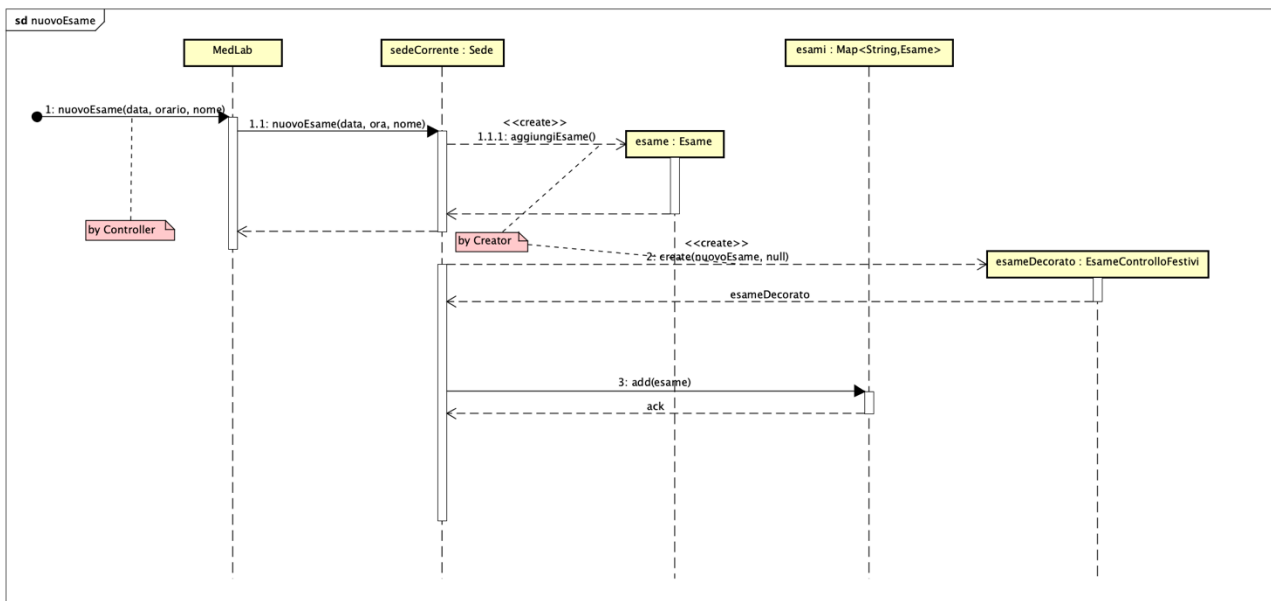 sd nuovoEsame
MedLab
sedeCorrente : Sede
esami : Map<String,Esame>
1: nuovoEsame(data, orario, nome)
1.1: nuovoEsame(data, ora, nome)
<<create>>
1.1.1: aggiungiEsame()
esame : Esame
by Controller
by Creator
<<create>>
2: create(nuovoEsame, null)
esameDecorato : EsameControlloFestivi
esameDecorato
3: add(esame)
ack